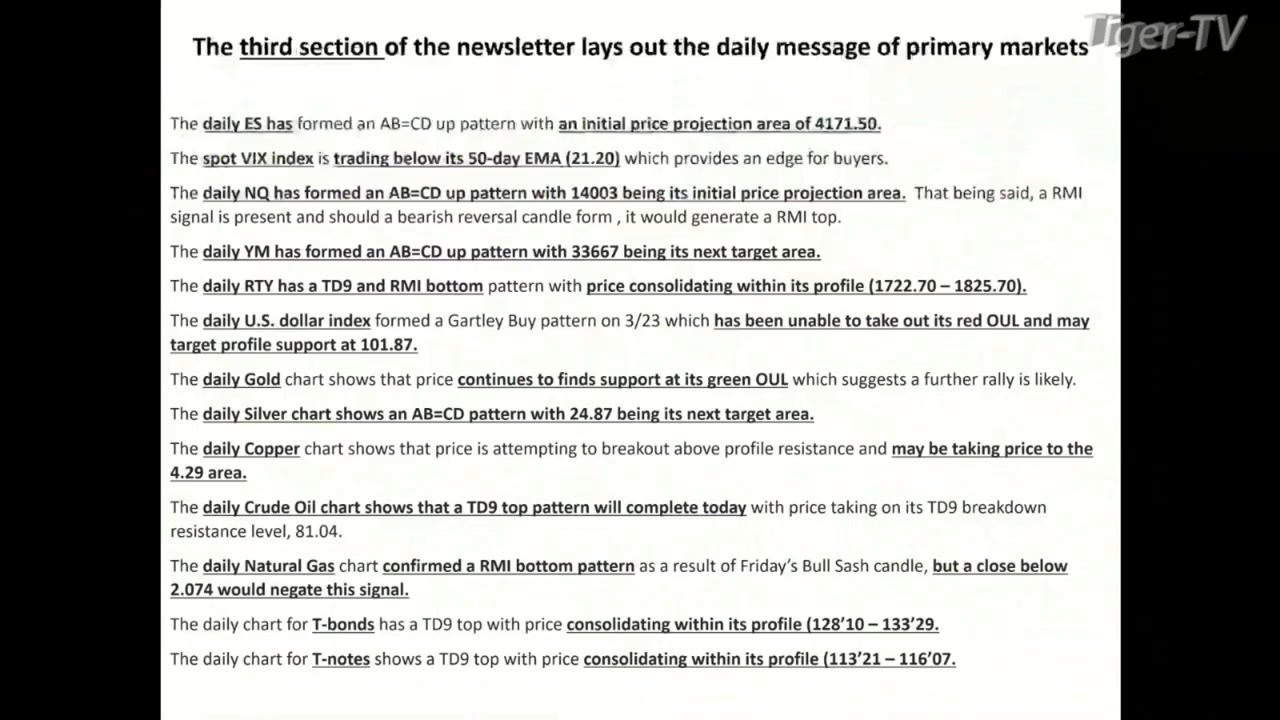 Tiger-TV
The third section of the newsletter lays out the daily message of primary markets
The daily ES has formed an AB=CD up pattern with an initial price projection area of 4171.50.
The spot VIX index is trading below its 50-day EMA (21.20) which provides an edge for buyers.
The daily NQ has formed an AB=CD up pattern with 14003 being its initial price projection area. That being said, a RMI
signal is present and should a bearish reversal candle form , it would generate a RMI top.
The daily YM has formed an AB=CD up pattern with 33667 being its next target area.
The daily RTY has a TD9 and RMI bottom pattern with price consolidating within its profile (1722.70 – 1825.70).
The daily U.S. dollar index formed a Gartley Buy pattern on 3/23 which has been unable to take out its red OUL and may
target profile support at 101.87.
The daily Gold chart shows that price continues to finds support at its green OUL which suggests a further rally is likely.
The daily Silver chart shows an AB=CD pattern with 24.87 being its next target area.
The daily Copper chart shows that price is attempting to breakout above profile resistance and may be taking price to the
4.29 area.
The daily Crude Oil chart shows that a TD9 top pattern will complete today with price taking on its TD9 breakdown
resistance level, 81.04.
The daily Natural Gas chart confirmed a RMI bottom pattern as a result of Friday's Bull Sash candle, but a close below
2.074 would negate this signal.
The daily chart for T-bonds has a TD9 top with price consolidating within its profile (128'10 – 133'29.
The daily chart for T-notes shows a TD9 top with price consolidating within its profile (113'21 – 116'07.